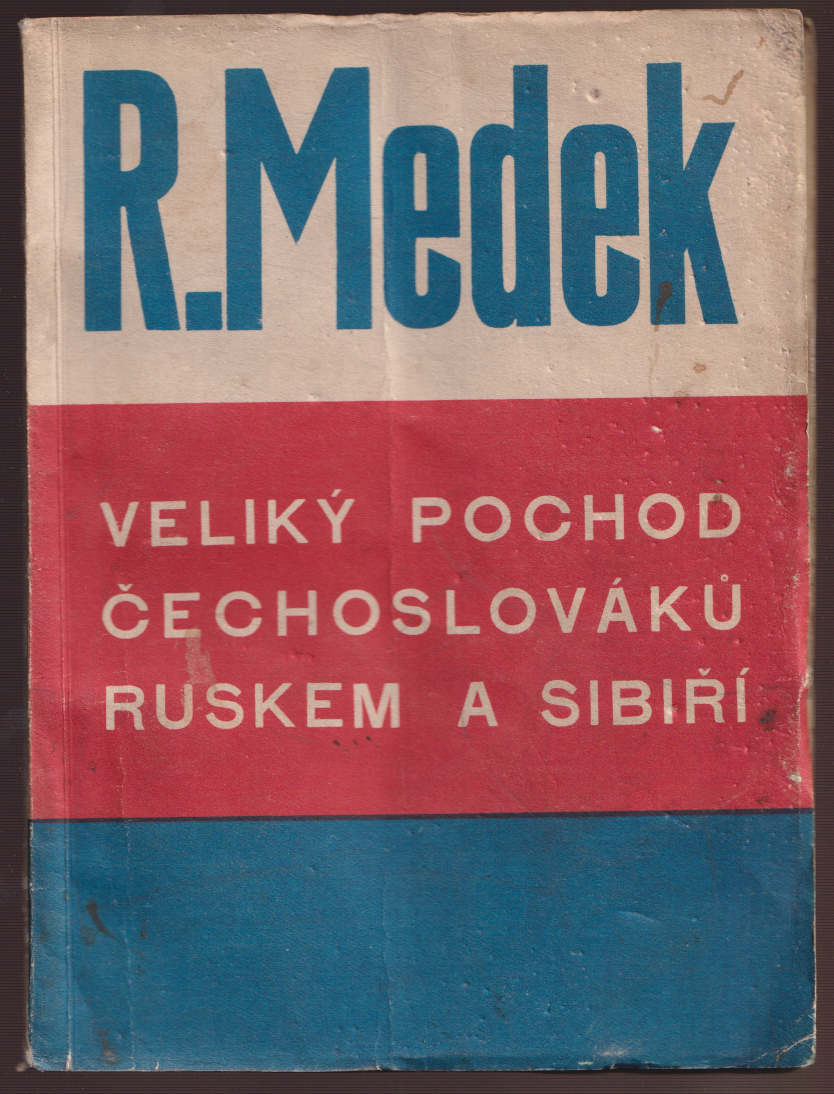 R. Medek
VELIKÝ POCHOD
ČECHOSLOVÁKŮ
RUSKEM A SIBIŘÍ